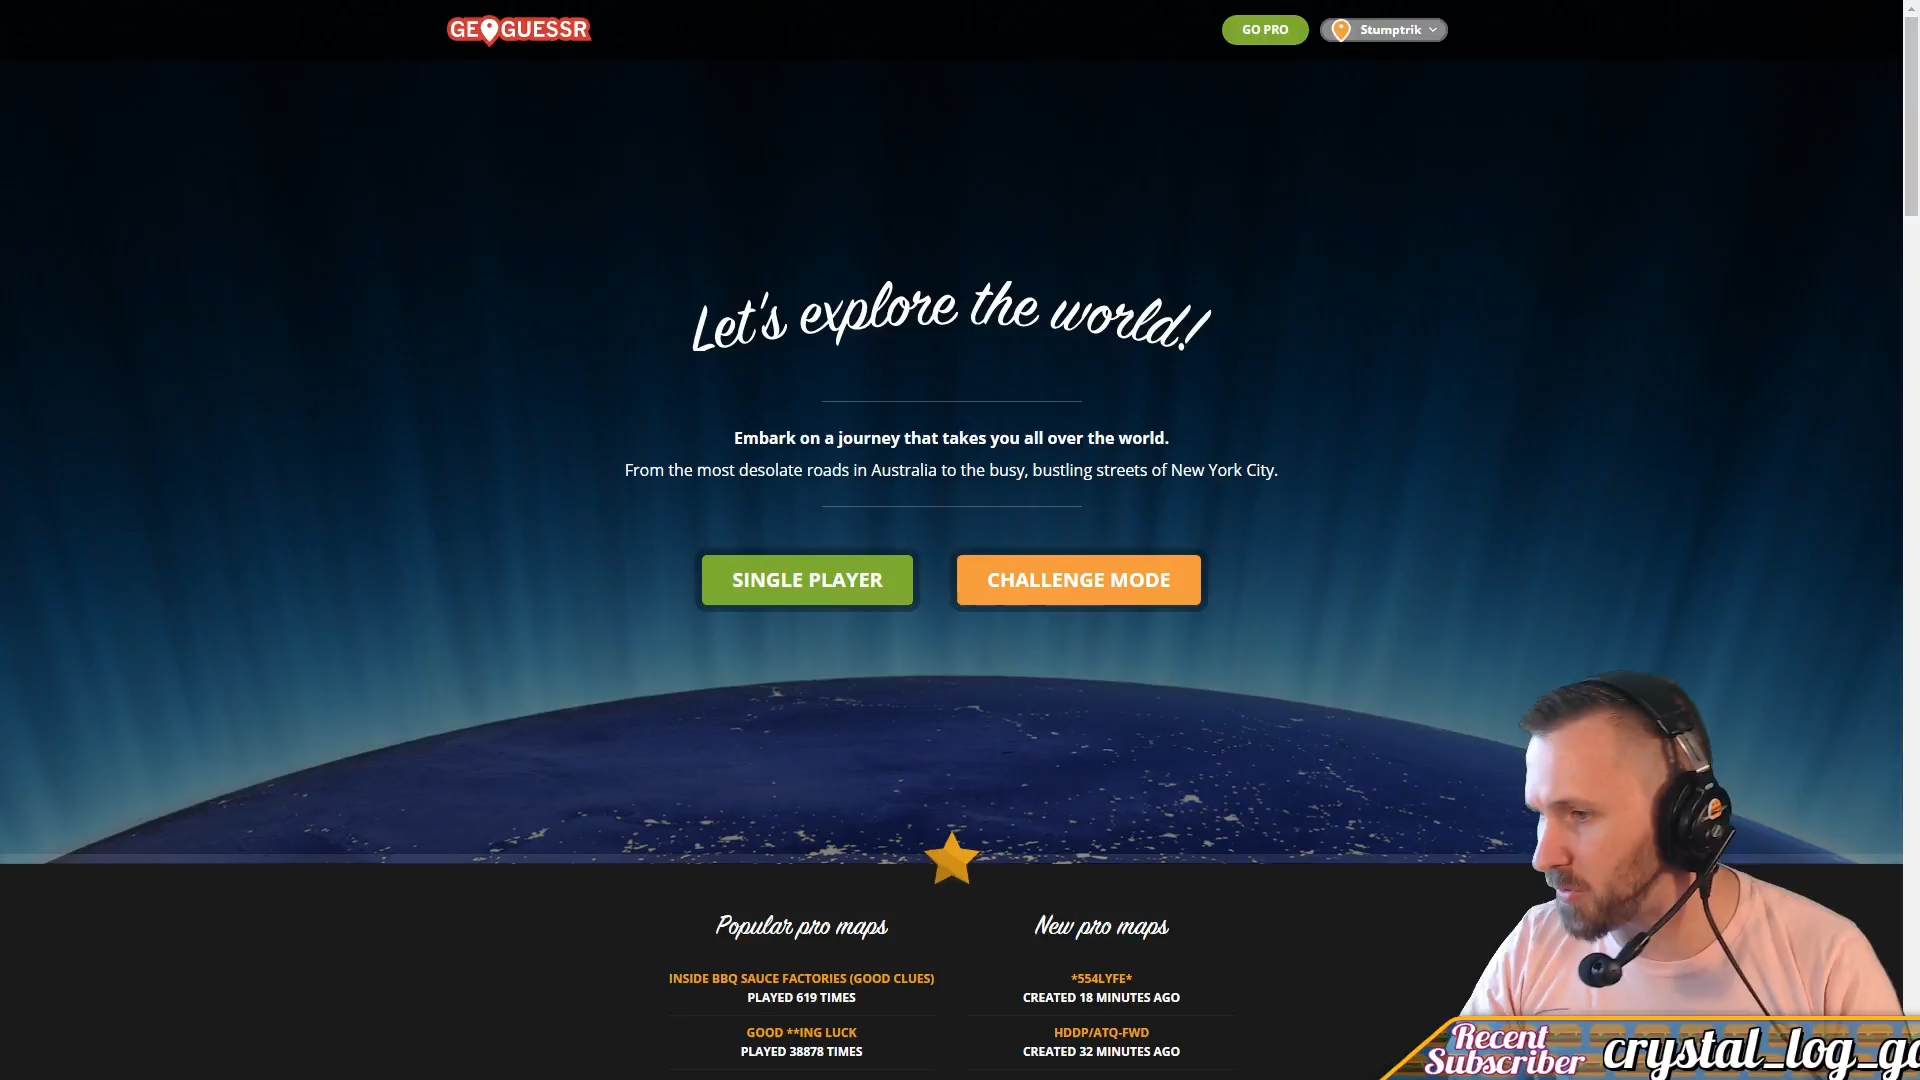 GEOGUESSR
GO PRO
Stumptrik
Let's explore the world!
Embark on a journey that takes you all over the world.
From the most desolate roads in Australia to the busy, bustling streets of New York City.
SINGLE PLAYER
CHALLENGE MODE
Popular pro maps
INSIDE BBQ SAUCE FACTORIES (GOOD CLUES)
PLAYED 619 TIMES
GOOD **ING LUCK
PLAYED 38878 TIMES
New pro maps
*554LYFE*
CREATED 18 MINUTES AGO
HDDP/ATQ-FWD
CREATED 32 MINUTES AGO
Recent
Subscriber
crystal_log_go